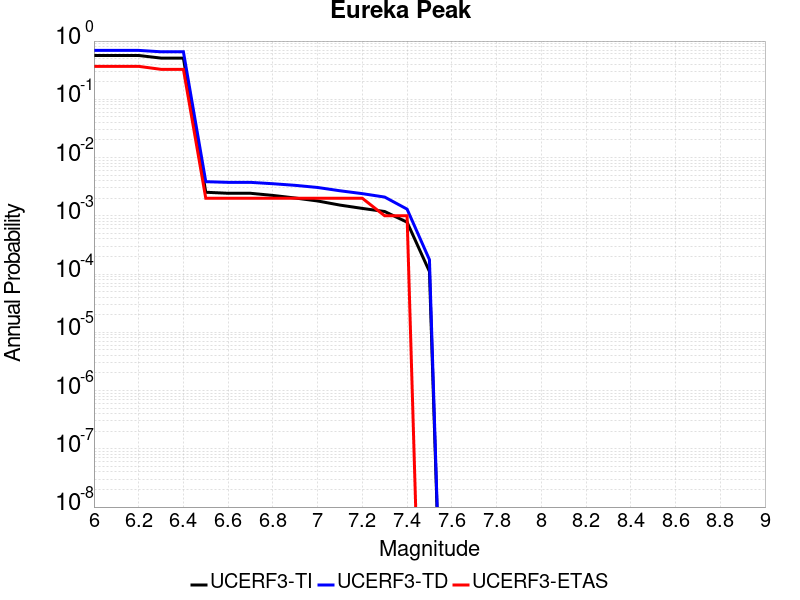 Eureka Peak
Annual Probability
10^0
10^-1
10^-2
10^-3
10^-4
10^-5
10^-6
10^-7
10^-8
6 6.2 6.4 6.6 6.8 7 7.2 7.4 7.6 7.8 8 8.2 8.4 8.6 8.8 9
Magnitude
UCERF3-TI UCERF3-TD UCERF3-ETAS